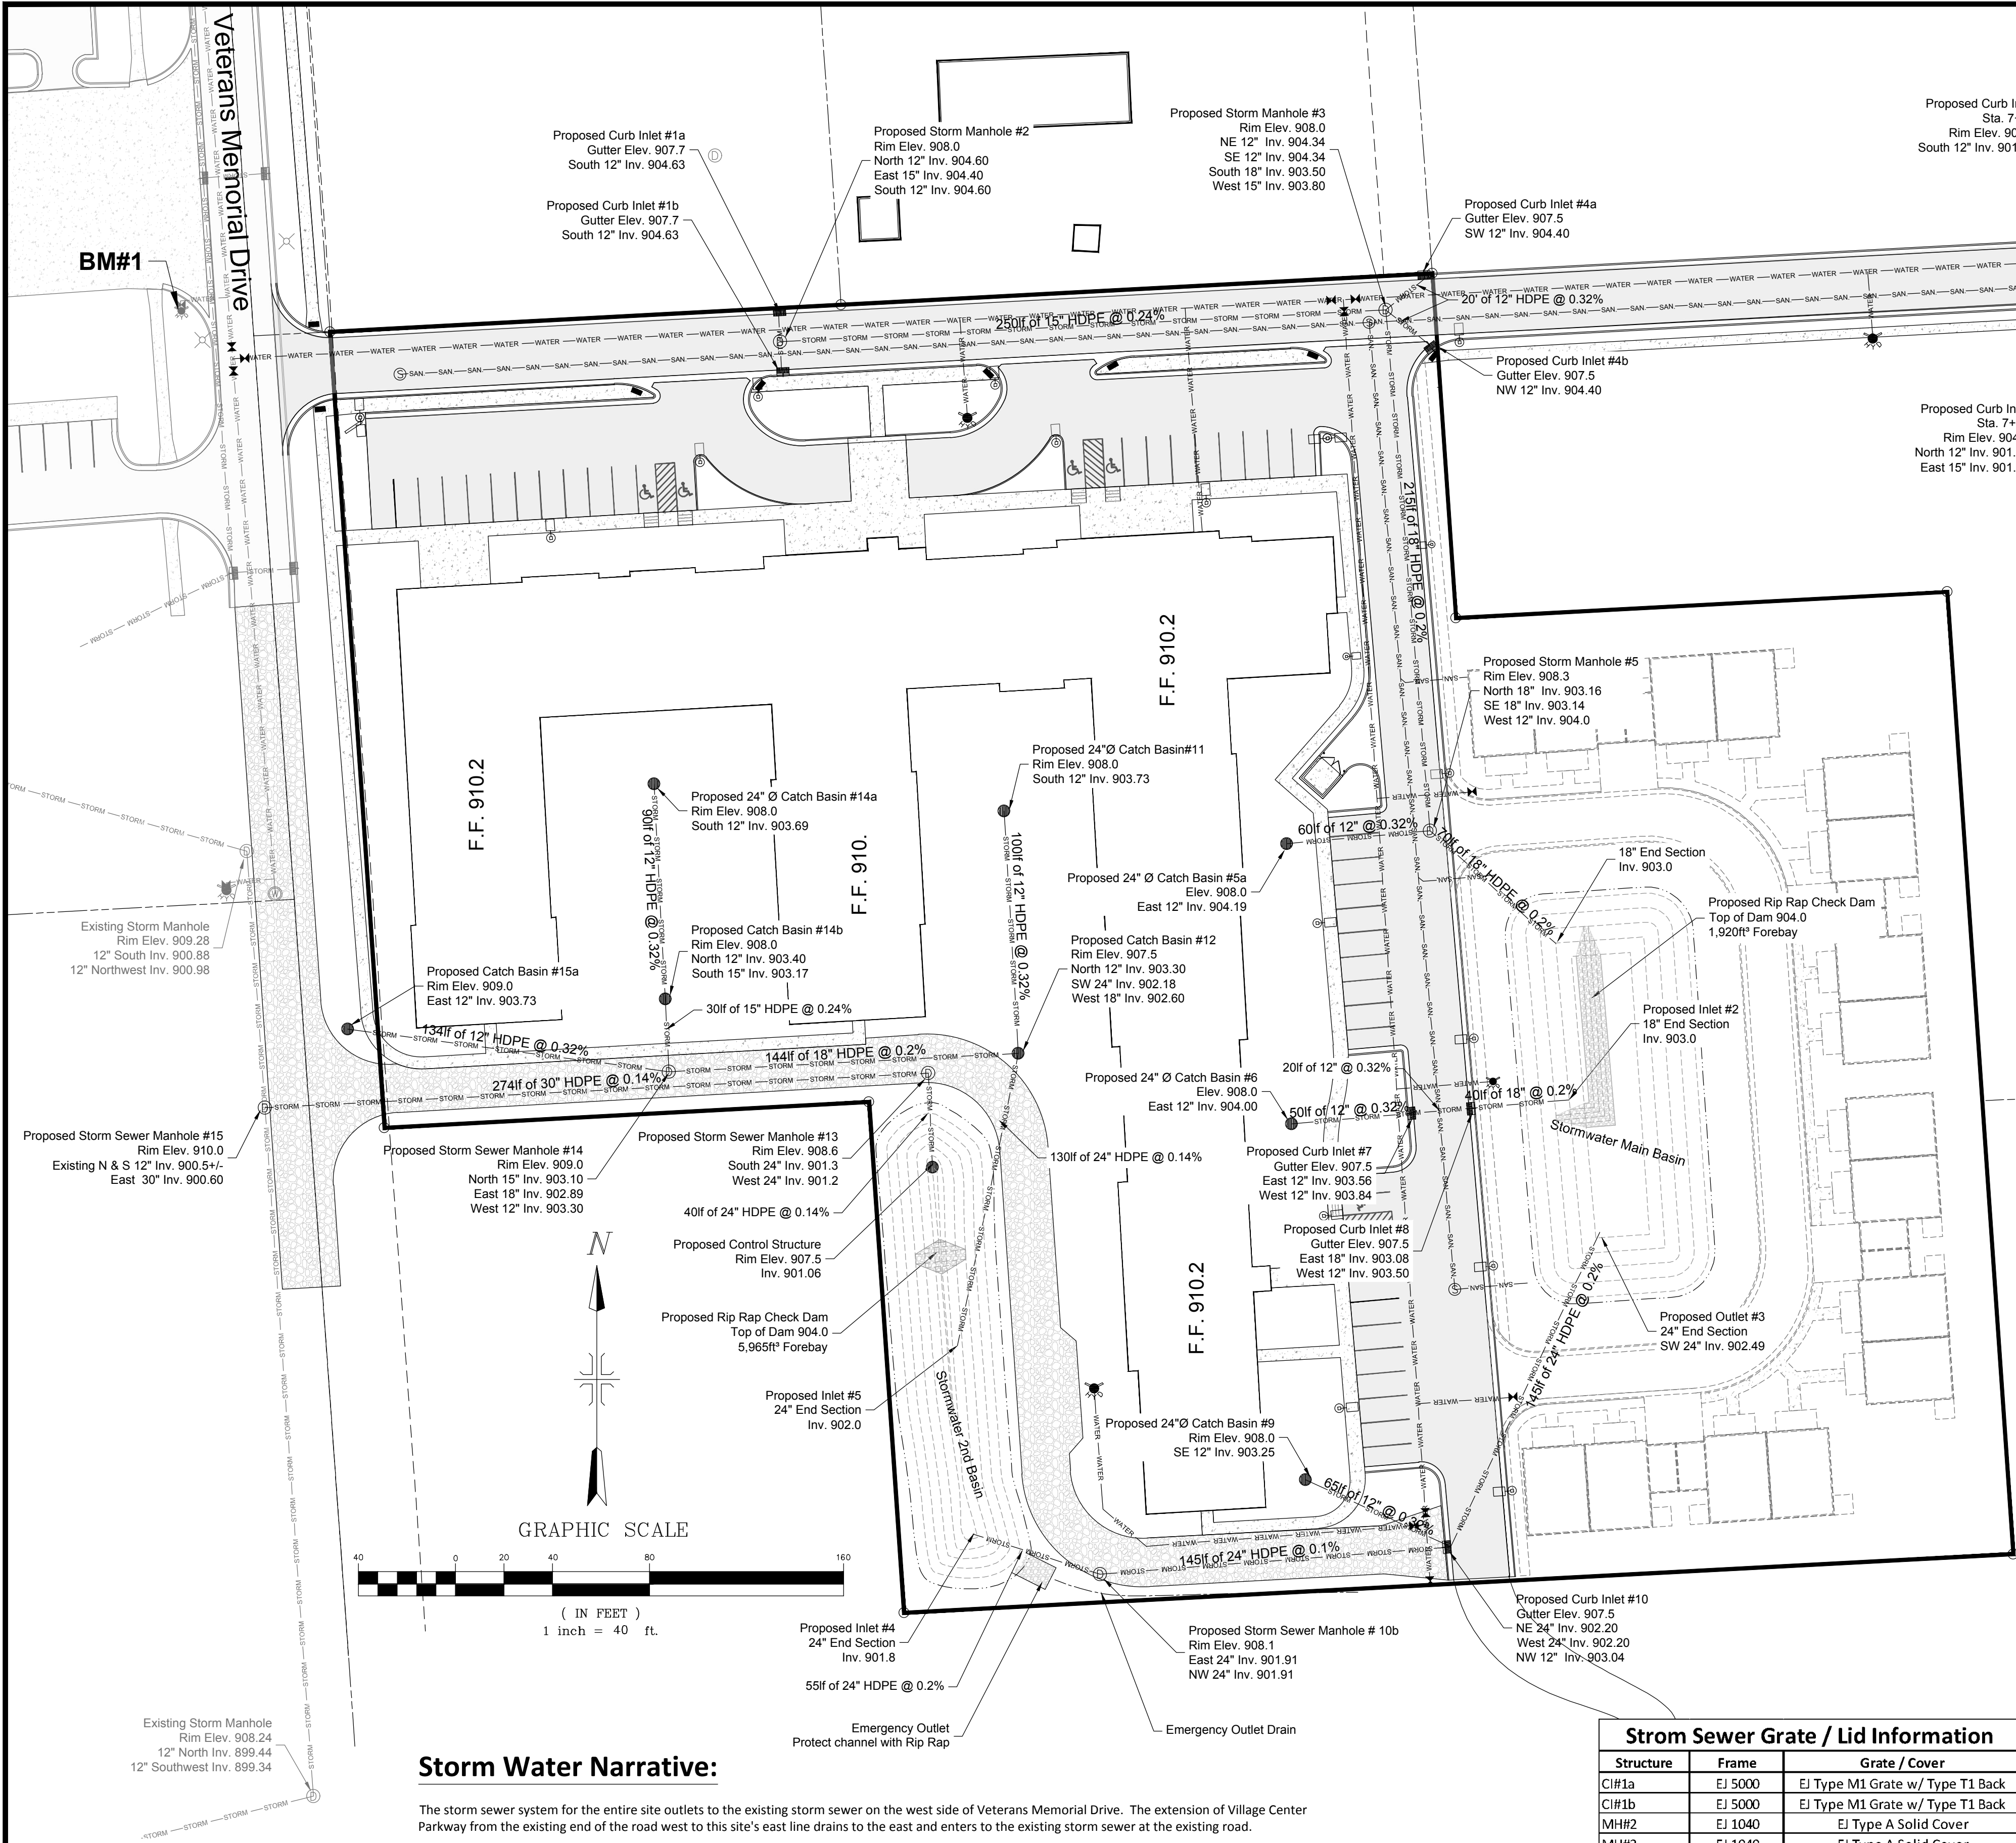 Veterans Memorial Drive
BM#1
Proposed Curb Inlet #1a
Gutter Elev. 907.7
South 12" Inv. 904.63
Proposed Curb Inlet #1b
Gutter Elev. 907.7
South 12" Inv. 904.63
D
Proposed Storm Manhole #2
Rim Elev. 908.0
North 12" Inv. 904.60
East 15" Inv. 904.40
South 12" Inv. 904.60
Proposed Storm Manhole #3
Rim Elev. 908.0
NE 12" Inv. 904.34
SE 12" Inv. 904.34
South 18" Inv. 903.50
West 15" Inv. 903.80
Proposed Curb Inlet #4a
Gutter Elev. 907.5
SW 12" Inv. 904.40
Proposed Curb
Sta.
Rim Elev.
South 12" Inv.
250lf of 15" HDPE @ 0.24%
20' of 12" HDPE @ 0.32%
Proposed Curb Inlet #4b
Gutter Elev. 907.5
NW 12" Inv. 904.40
Proposed Curb
Sta.
Rim Elev.
North 12" Inv.
East 15" Inv.
WATER
STORM
SAN.
HYD
215lf of 18" HDPE @ 0.2%
F.F. 910.2
F.F. 910.2
F.F. 910.
F.F. 910.2
Proposed Storm Manhole #5
Rim Elev. 908.3
North 18" Inv. 903.16
SE 18" Inv. 903.14
West 12" Inv. 904.0
Proposed 24"Ø Catch Basin#11
Rim Elev. 908.0
South 12" Inv. 903.73
Proposed 24" Ø Catch Basin #14a
Rim Elev. 908.0
South 12" Inv. 903.69
90lf of 12" HDPE @ 0.32%
100lf of 12" HDPE @ 0.32%
60lf of 12" @ 0.32%
70lf of 18" HDPE @ 0.2%
18" End Section
Inv. 903.0
Proposed 24" Ø Catch Basin #5a
Elev. 908.0
East 12" Inv. 904.19
Proposed Rip Rap Check Dam
Top of Dam 904.0
1,920ft³ Forebay
Existing Storm Manhole
Rim Elev. 909.28
12" South Inv. 900.88
12" Northwest Inv. 900.98
Proposed Catch Basin #14b
Rim Elev. 908.0
North 12" Inv. 903.40
South 15" Inv. 903.17
Proposed Catch Basin #12
Rim Elev. 907.5
North 12" Inv. 903.30
SW 24" Inv. 902.18
West 18" Inv. 902.60
Proposed Catch Basin #15a
Rim Elev. 909.0
East 12" Inv. 903.73
30lf of 15" HDPE @ 0.24%
Proposed Inlet #2
18" End Section
Inv. 903.0
134lf of 12" HDPE @ 0.32%
144lf of 18" HDPE @ 0.2%
274lf of 30" HDPE @ 0.14%
20lf of 12" @ 0.32%
Proposed 24" Ø Catch Basin #6
Elev. 908.0
East 12" Inv. 904.00
50lf of 12" @ 0.32%
40lf of 18" @ 0.2%
Stormwater Main Basin
Proposed Storm Sewer Manhole #15
Rim Elev. 910.0
Existing N & S 12" Inv. 900.5+/-
East 30" Inv. 900.60
Proposed Storm Sewer Manhole #14
Rim Elev. 909.0
North 15" Inv. 903.10
East 18" Inv. 902.89
West 12" Inv. 903.30
Proposed Storm Sewer Manhole #13
Rim Elev. 908.6
South 24" Inv. 901.3
West 24" Inv. 901.2
130lf of 24" HDPE @ 0.14%
Proposed Curb Inlet #7
Gutter Elev. 907.5
East 12" Inv. 903.56
West 12" Inv. 903.84
40lf of 24" HDPE @ 0.14%
Proposed Curb Inlet #8
Gutter Elev. 907.5
East 18" Inv. 903.08
West 12" Inv. 903.50
Proposed Control Structure
Rim Elev. 907.5
Inv. 901.06
N
Proposed Rip Rap Check Dam
Top of Dam 904.0
5,965ft³ Forebay
145lf of 24" HDPE @ 0.2%
Proposed Outlet #3
24" End Section
SW 24" Inv. 902.49
Proposed Inlet #5
24" End Section
Inv. 902.0
Stormwater 2nd Basin
Proposed 24"Ø Catch Basin #9
Rim Elev. 908.0
SE 12" Inv. 903.25
65lf of 12" @ 0.32%
145lf of 24" HDPE @ 0.1%
GRAPHIC SCALE
40 0 20 40 80 160
( IN FEET )
1 inch = 40 ft.
Proposed Inlet #4
24" End Section
Inv. 901.8
55lf of 24" HDPE @ 0.2%
Proposed Storm Sewer Manhole # 10b
Rim Elev. 908.1
East 24" Inv. 901.91
NW 24" Inv. 901.91
Proposed Curb Inlet #10
Gutter Elev. 907.5
NE 24" Inv. 902.20
West 24" Inv. 902.20
NW 12" Inv. 903.04
Emergency Outlet
Protect channel with Rip Rap
Emergency Outlet Drain
Existing Storm Manhole
Rim Elev. 908.24
12" North Inv. 899.44
12" Southwest Inv. 899.34
Storm Water Narrative:
The storm sewer system for the entire site outlets to the existing storm sewer on the west side of Veterans Memorial Drive. The extension of Village Center
Parkway from the existing end of the road west to this site's east line drains to the east and enters to the existing storm sewer at the existing road.
Strom Sewer Grate / Lid Information
Structure Frame Grate / Cover
CI#1a EJ 5000 EJ Type M1 Grate w/ Type T1 Back
CI#1b EJ 5000 EJ Type M1 Grate w/ Type T1 Back
MH#2 EJ 1040 EJ Type A Solid Cover